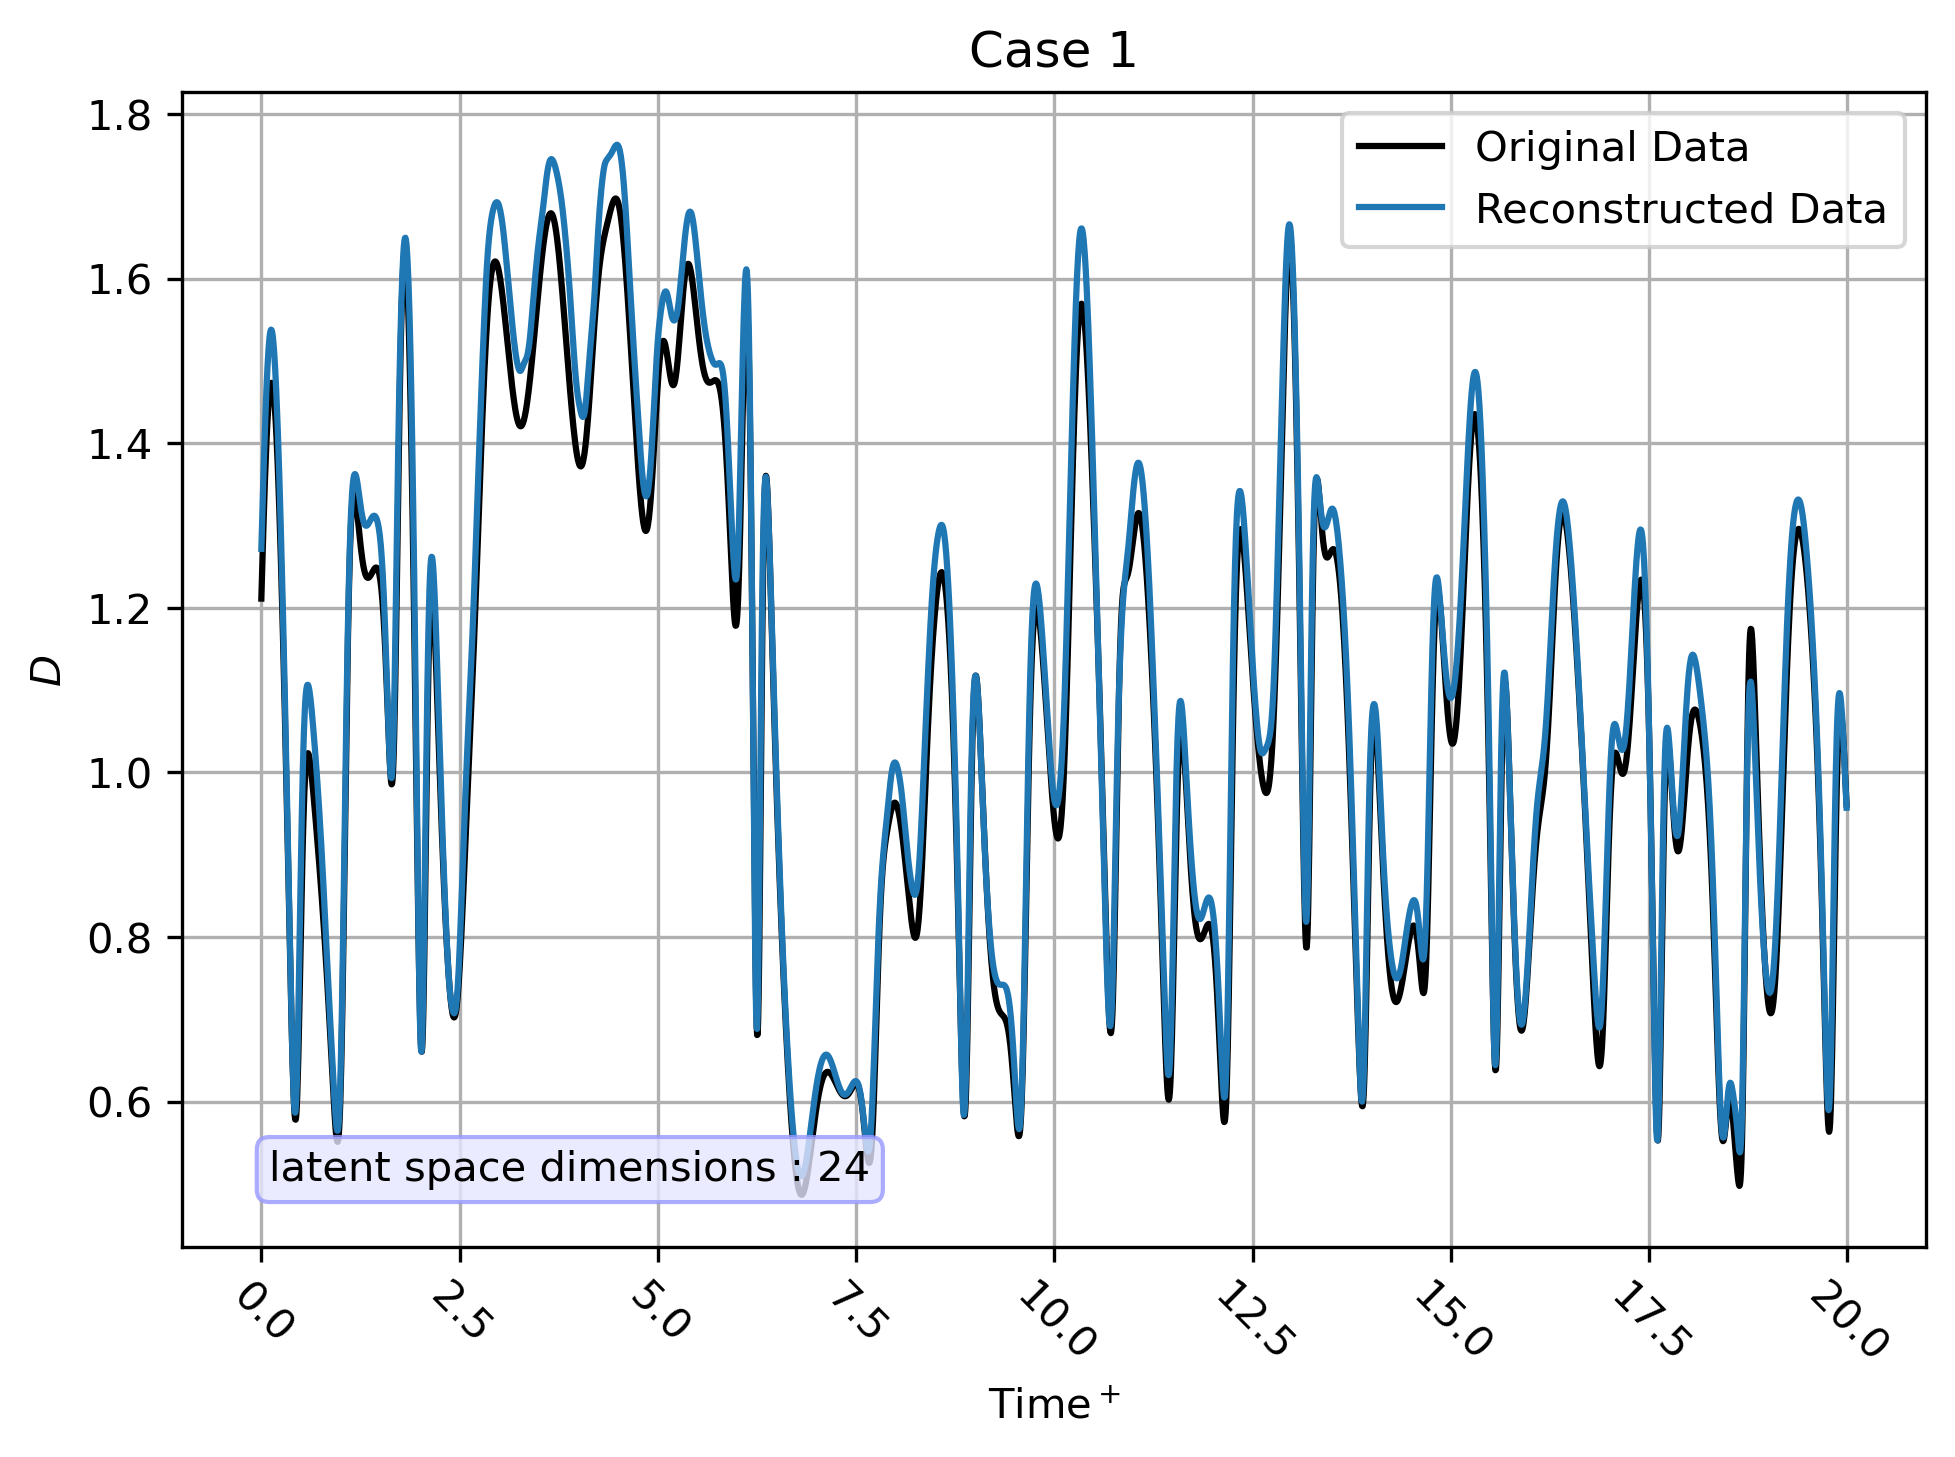 Case 1
1.8
1.6
1.4
1.2
1.0
0.8
0.6
D
Original Data
Reconstructed Data
latent space dimensions : 24
0.0
2.5
5.0
7.5
10.0
12.5
15.0
17.5
20.0
Time⁺